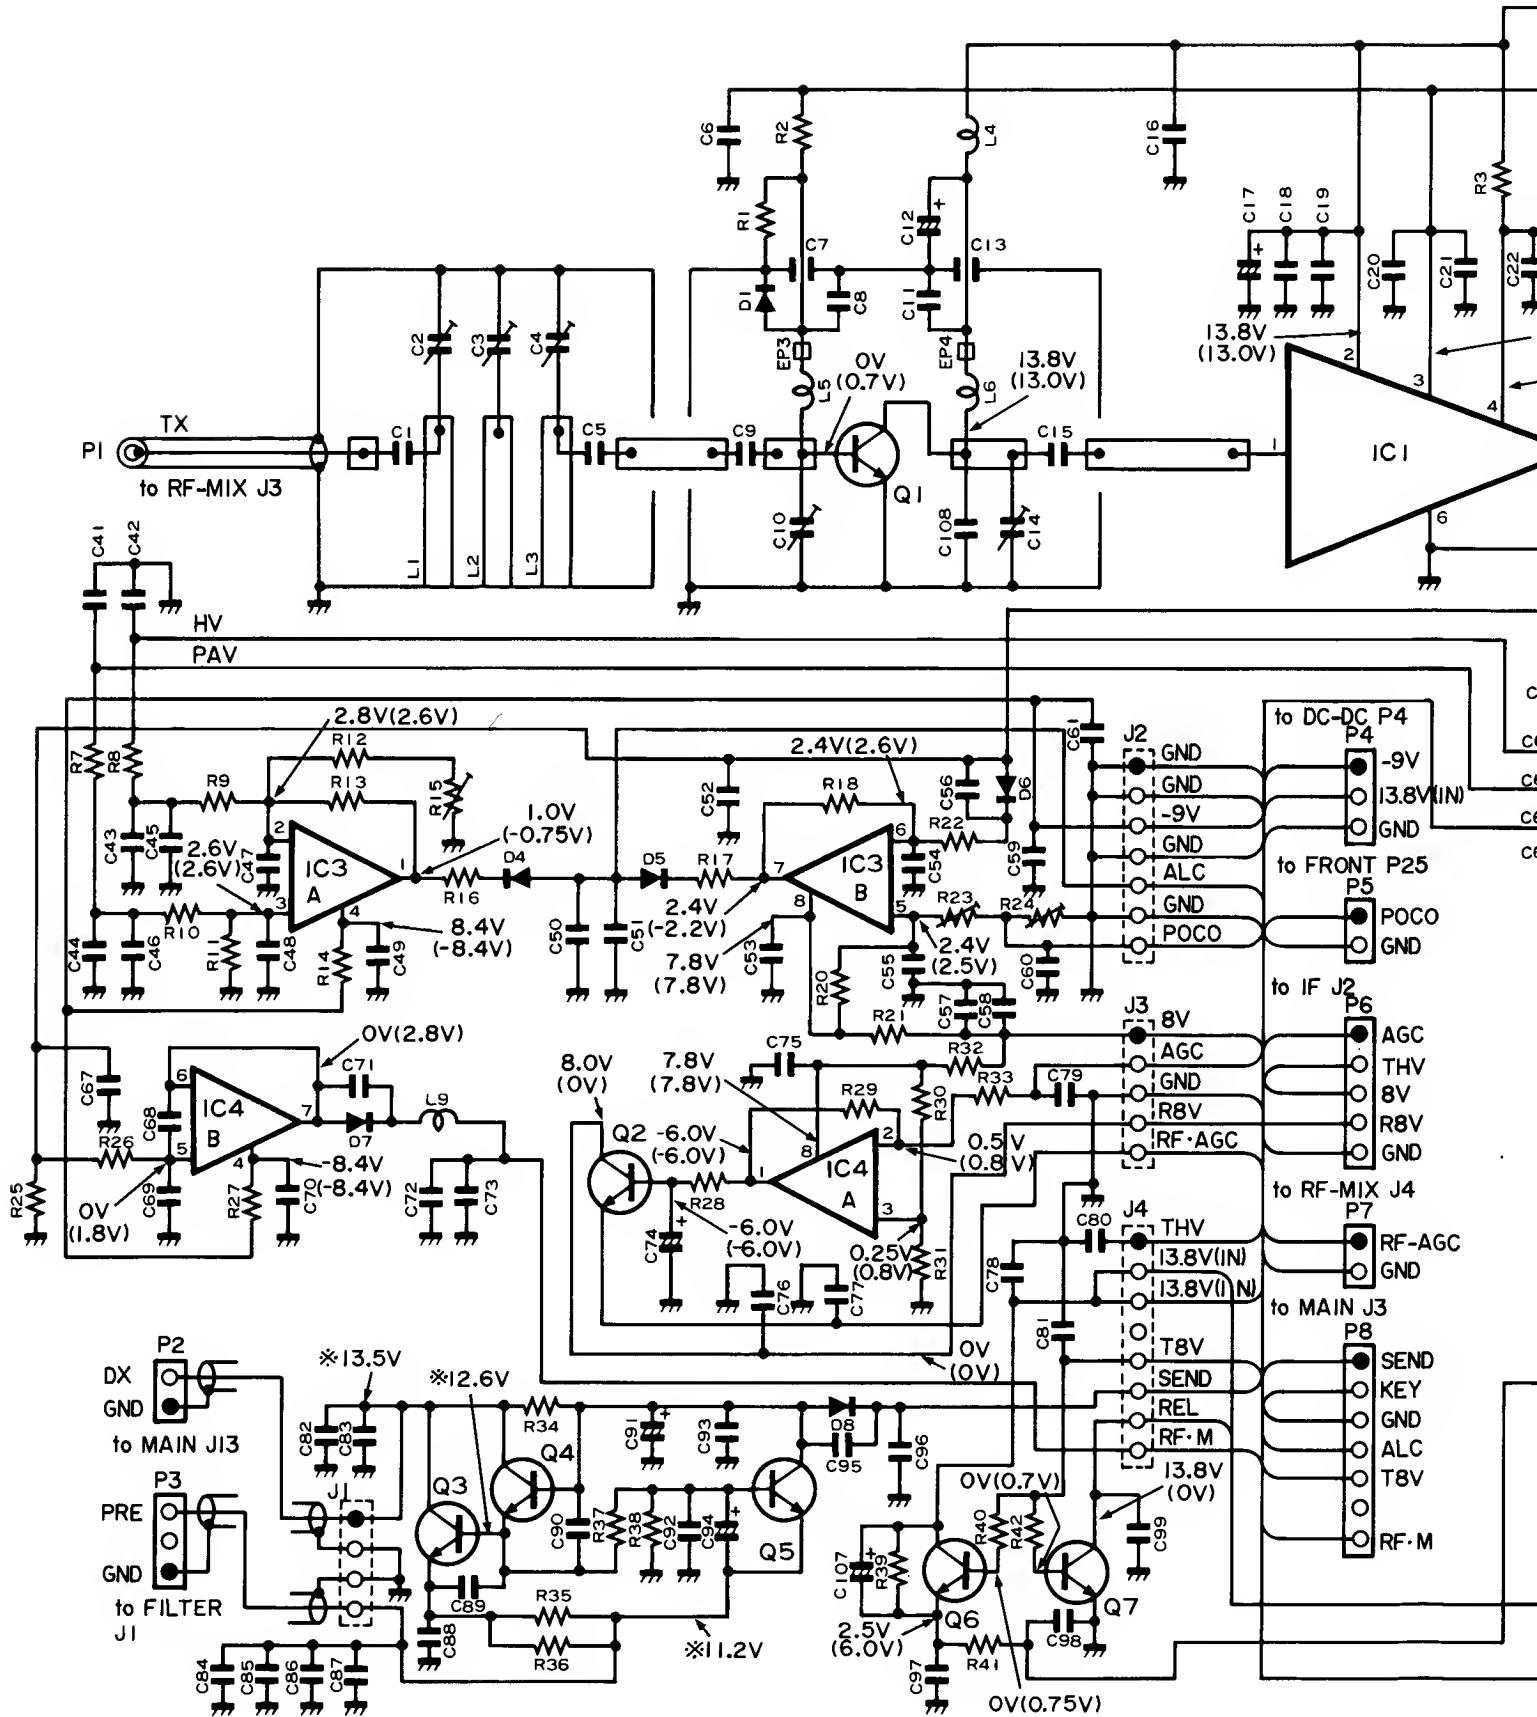 C6
R2
L4
C16
R3
R1
C7
C12
C13
C17
C18
C19
D1
C8
C11
C20
C21
C22
C2
C3
C4
EP3
0V
(0.7V)
EP4
13.8V
(13.0V)
13.8V
(13.0V)
2
3
4
L5
L6
TX
P1
C1
C5
C9
C15
1
IC1
to RF-MIX J3
Q1
C10
C108
C14
6
C41
C42
L1
L2
L3
HV
PAV
2.8V(2.6V)
C61
to DC-DC P4
J2
P4
R7
R8
R12
2.4V(2.6V)
GND
-9V
R9
R13
R15
C52
R18
C56
D6
GND
13.8V(IN)
1.0V
(-0.75V)
-9V
GND
C43
C45
2.6V
(2.6V)
C47
2
IC3
A
1
D4
D5
R17
7
IC3
B
6
R22
C54
C59
GND
to FRONT P25
R16
ALC
P5
3
4
8
5
R23
R24
GND
POCO
R10
8.4V
(-8.4V)
2.4V
(-2.2V)
POCO
GND
C44
C46
R11
C48
R14
C49
C50
C51
7.8V
(7.8V)
C53
2.4V
(2.5V)
C55
C60
R20
C57
C58
to IF J2
P6
J3
R21
8V
AGC
0V(2.8V)
C75
R32
AGC
THV
C67
C71
8.0V
(0V)
7.8V
(7.8V)
R29
R30
R33
C79
GND
8V
6
IC4
B
7
C68
L9
R8V
R8V
R26
D7
Q2
-6.0V
(-6.0V)
2
0.5V
(0.8V)
RF·AGC
GND
5
4
-8.4V
(-8.4V)
8
IC4
A
1
R25
C69
R27
C70
C72
C73
R28
3
to RF-MIX J4
0V
(1.8V)
-6.0V
(-6.0V)
C80
J4
P7
C74
0.25V
(0.8V)
R31
C78
THV
RF-AGC
13.8V(IN)
GND
C76
C77
13.8V(IN)
to MAIN J3
C81
P8
P2
※13.5V
0V
(0V)
T8V
SEND
DX
※12.6V
SEND
KEY
GND
C82
C83
R34
C91
C93
D8
REL
GND
to MAIN J13
Q4
C95
C96
RF·M
ALC
P3
J1
Q3
0V(0.7V)
13.8V
(0V)
T8V
PRE
C90
R37
R38
C92
C94
Q5
R40
R42
C99
RF·M
GND
C107
R39
to FILTER
J1
C89
R35
Q6
Q7
C88
2.5V
(6.0V)
C98
R36
※11.2V
R41
C84
C85
C86
C87
C97
0V(0.75V)